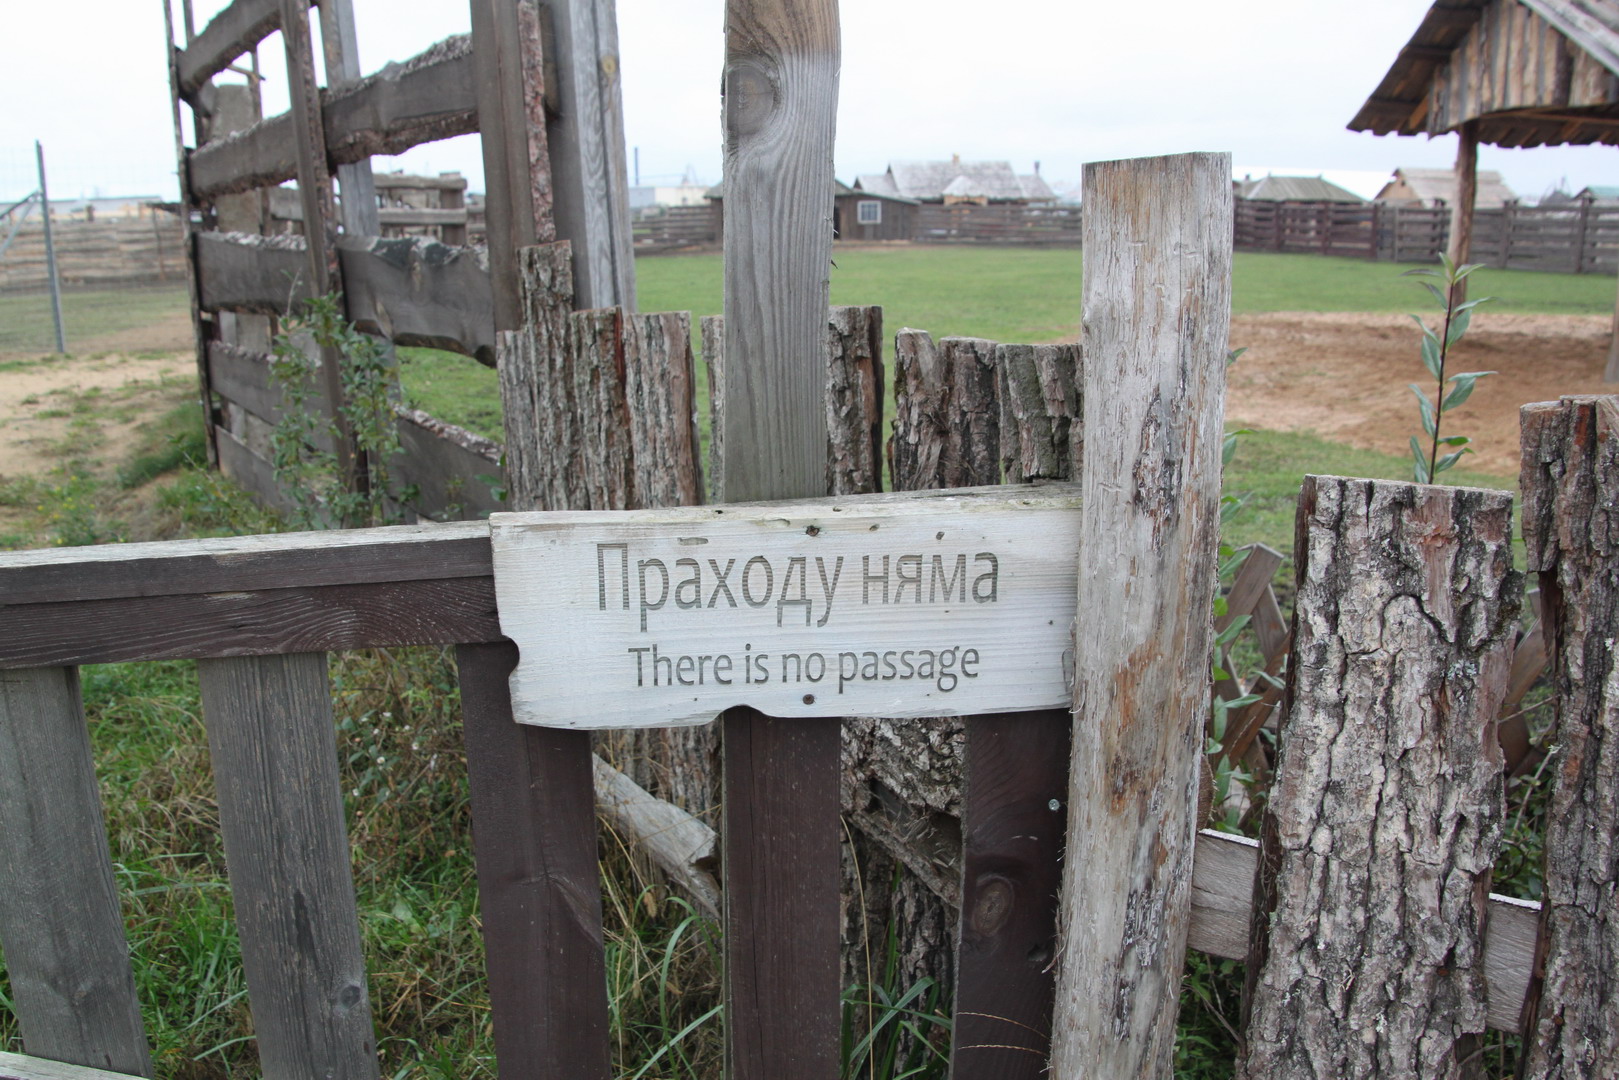 Праходу няма
There is no passage